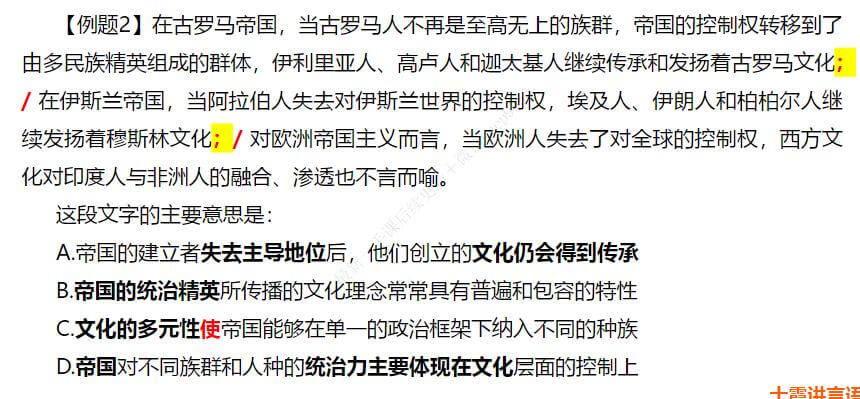 【例题2】在古罗马帝国，当古罗马人不再是至高无上的族群，帝国的控制权转移到了
由多民族精英组成的群体，伊利里亚人、高卢人和迦太基人继续传承和发扬着古罗马文化；
/ 在伊斯兰帝国，当阿拉伯人失去对伊斯兰世界的控制权，埃及人、伊朗人和柏柏尔人继
续发扬着穆斯林文化；/ 对欧洲帝国主义而言，当欧洲人失去了对全球的控制权，西方文
化对印度人与非洲人的融合、渗透也不言而喻。
这段文字的主要意思是：
A.帝国的建立者失去主导地位后，他们创立的文化仍会得到传承
B.帝国的统治精英所传播的文化理念常常具有普遍和包容的特性
C.文化的多元性使帝国能够在单一的政治框架下纳入不同的种族
D.帝国对不同族群和人种的统治力主要体现在文化层面的控制上